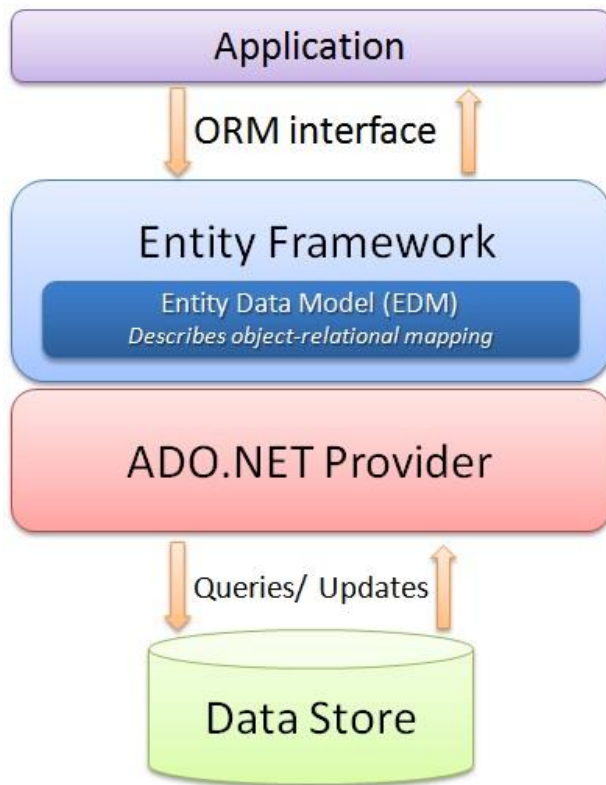 Application
ORM interface
Entity Framework
Entity Data Model (EDM)
Describes object-relational mapping
ADO.NET Provider
Queries/ Updates
Data Store